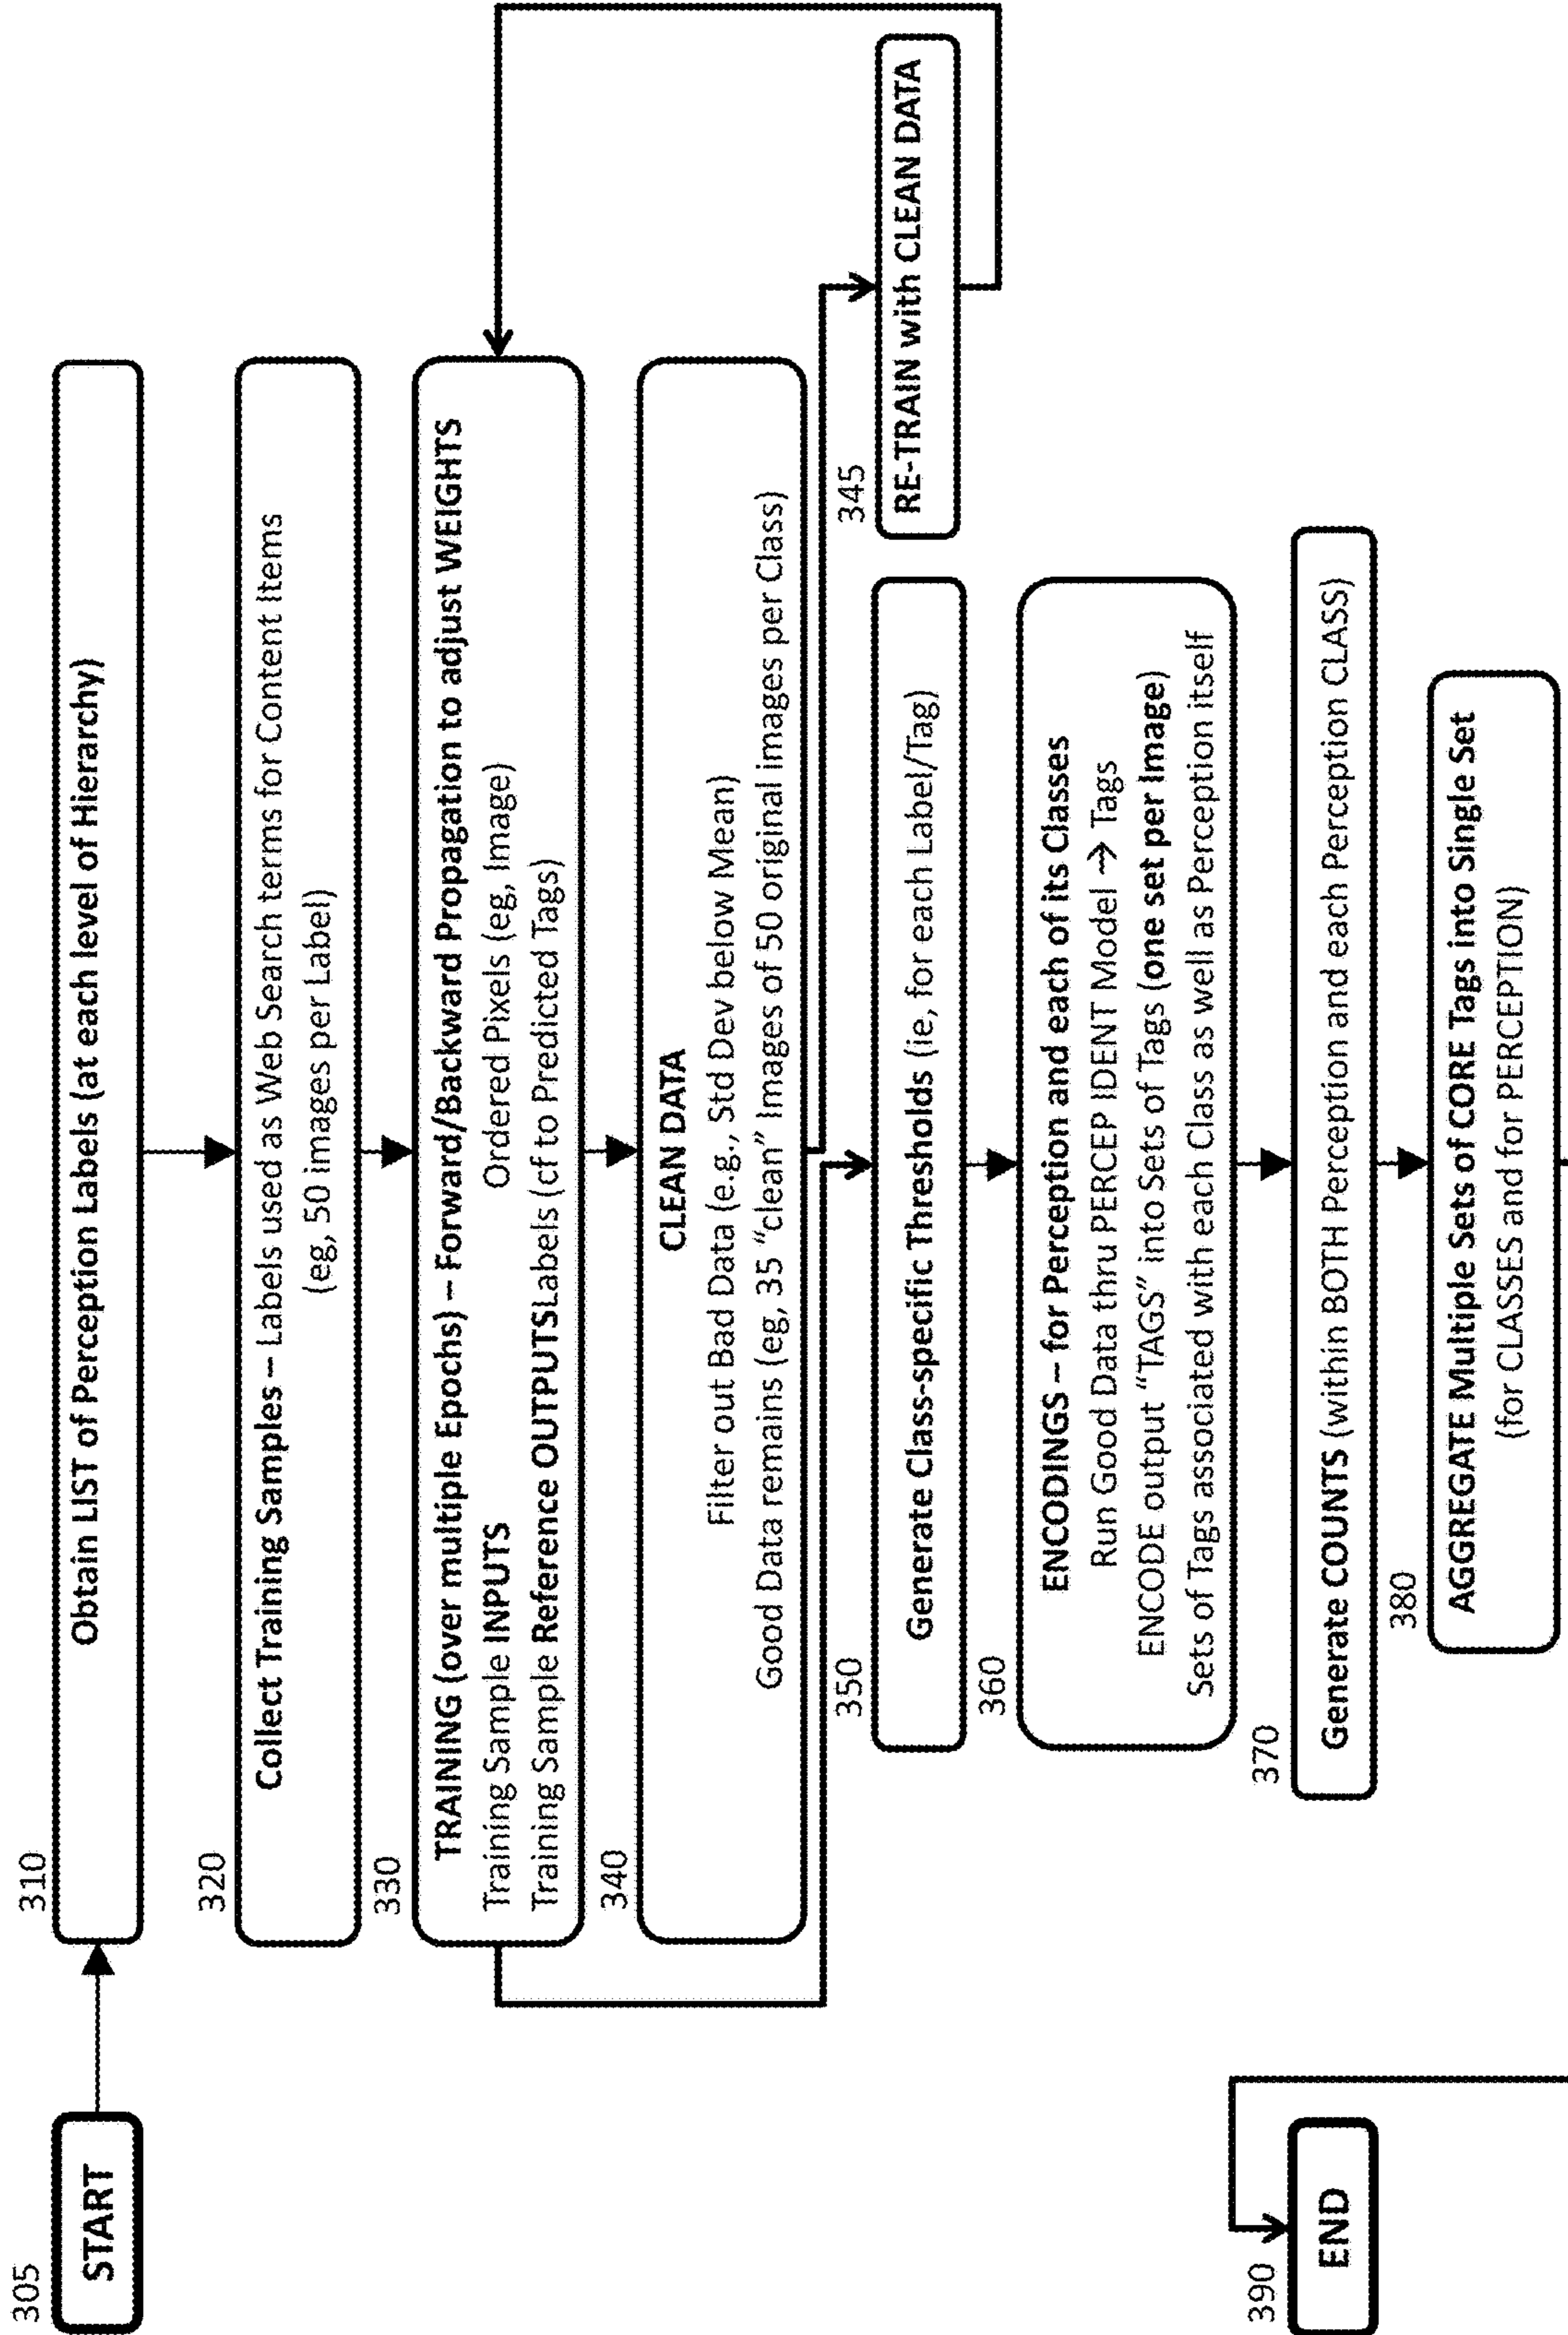 305
START
310
Obtain LIST of Perception Labels (at each level of Hierarchy)
320
Collect Training Samples – Labels used as Web Search terms for Content Items
(eg, 50 images per Label)
330
TRAINING (over multiple Epochs) – Forward/Backward Propagation to adjust WEIGHTS
Training Sample INPUTS Ordered Pixels (eg, Image)
Training Sample Reference OUTPUTSLabels (cf to Predicted Tags)
340
CLEAN DATA
Filter out Bad Data (e.g., Std Dev below Mean)
Good Data remains (eg, 35 “clean” Images of 50 original images per Class)
345
RE-TRAIN with CLEAN DATA
350
Generate Class-specific Thresholds (ie, for each Label/Tag)
360
ENCODINGS – for Perception and each of its Classes
Run Good Data thru PERCEP IDENT Model → Tags
ENCODE output “TAGS” into Sets of Tags (one set per Image)
Sets of Tags associated with each Class as well as Perception itself
370
Generate COUNTS (within BOTH Perception and each Perception CLASS)
380
AGGREGATE Multiple Sets of CORE Tags into Single Set
(for CLASSES and for PERCEPTION)
390
END